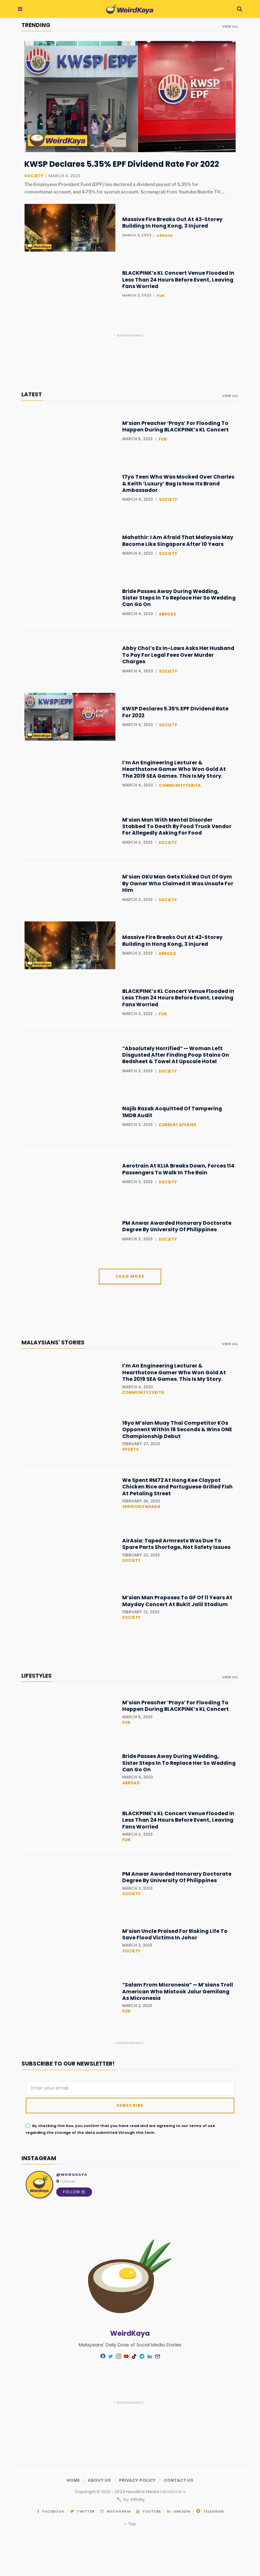 WeirdKaya
TRENDING
VIEW ALL
KWSP|EPF
KWSP
EPF
WeirdKaya
KWSP Declares 5.35% EPF Dividend Rate For 2022
SOCIETY | MARCH 4, 2023
The Employees Provident Fund (EPF) has declared a dividend payout of 5.35% for
conventional account, and 4.75% for syariah account. Screengrab from Youtube/Buletin TV...
Massive Fire Breaks Out At 42-Storey
Building In Hong Kong, 3 Injured
MARCH 3, 2023 | ABROAD
BLACKPINK's KL Concert Venue Flooded In
Less Than 24 Hours Before Event, Leaving
Fans Worried
MARCH 3, 2023 | FUN
- Advertisements -
LATEST
VIEW ALL
M'sian Preacher 'Prays' For Flooding To
Happen During BLACKPINK's KL Concert
MARCH 5, 2023 | FUN
17yo Teen Who Was Mocked Over Charles
& Keith 'Luxury' Bag Is Now Its Brand
Ambassador
MARCH 4, 2023 | SOCIETY
Mahathir: I Am Afraid That Malaysia May
Become Like Singapore After 10 Years
MARCH 4, 2023 | SOCIETY
Bride Passes Away During Wedding,
Sister Steps In To Replace Her So Wedding
Can Go On
MARCH 4, 2023 | ABROAD
Abby Choi's Ex In-Laws Asks Her Husband
To Pay For Legal Fees Over Murder
Charges
MARCH 4, 2023 | SOCIETY
KWSP Declares 5.35% EPF Dividend Rate
For 2022
MARCH 4, 2023 | SOCIETY
I'm An Engineering Lecturer &
Hearthstone Gamer Who Won Gold At
The 2019 SEA Games. This Is My Story.
MARCH 4, 2023 | COMMUNITYCERITA
M'sian Man With Mental Disorder
Stabbed To Death By Food Truck Vendor
For Allegedly Asking For Food
MARCH 3, 2023 | SOCIETY
M'sian OKU Man Gets Kicked Out Of Gym
By Owner Who Claimed It Was Unsafe For
Him
MARCH 3, 2023 | SOCIETY
Massive Fire Breaks Out At 42-Storey
Building In Hong Kong, 3 Injured
MARCH 3, 2023 | ABROAD
BLACKPINK's KL Concert Venue Flooded In
Less Than 24 Hours Before Event, Leaving
Fans Worried
MARCH 3, 2023 | FUN
"Absolutely Horrified" — Woman Left
Disgusted After Finding Poop Stains On
Bedsheet & Towel At Upscale Hotel
MARCH 3, 2023 | SOCIETY
Najib Razak Acquitted Of Tampering
1MDB Audit
MARCH 3, 2023 | CURRENT AFFAIRS
Aerotrain At KLIA Breaks Down, Forces 114
Passengers To Walk In The Rain
MARCH 3, 2023 | SOCIETY
PM Anwar Awarded Honorary Doctorate
Degree By University Of Philippines
MARCH 3, 2023 | SOCIETY
LOAD MORE
MALAYSIANS' STORIES
VIEW ALL
I'm An Engineering Lecturer &
Hearthstone Gamer Who Won Gold At
The 2019 SEA Games. This Is My Story.
MARCH 4, 2023
COMMUNITYCERITA
16yo M'sian Muay Thai Competitor KOs
Opponent Within 16 Seconds & Wins ONE
Championship Debut
FEBRUARY 27, 2023
SPORTS
We Spent RM72 At Hong Kee Claypot
Chicken Rice and Portuguese Grilled Fish
At Petaling Street
FEBRUARY 26, 2023
SERIOUSLYMAKAN
AirAsia: Taped Armrests Was Due To
Spare Parts Shortage, Not Safety Issues
FEBRUARY 22, 2023
SOCIETY
M'sian Man Proposes To GF Of 11 Years At
Mayday Concert At Bukit Jalil Stadium
FEBRUARY 13, 2023
SOCIETY
LIFESTYLES
VIEW ALL
M'sian Preacher 'Prays' For Flooding To
Happen During BLACKPINK's KL Concert
MARCH 5, 2023
FUN
Bride Passes Away During Wedding,
Sister Steps In To Replace Her So Wedding
Can Go On
MARCH 4, 2023
ABROAD
BLACKPINK's KL Concert Venue Flooded In
Less Than 24 Hours Before Event, Leaving
Fans Worried
MARCH 3, 2023
FUN
PM Anwar Awarded Honorary Doctorate
Degree By University Of Philippines
MARCH 3, 2023
SOCIETY
M'sian Uncle Praised For Risking Life To
Save Flood Victims In Johor
MARCH 2, 2023
SOCIETY
"Salam From Micronesia" — M'sians Troll
American Who Mistook Jalur Gemilang
As Micronesia
MARCH 2, 2023
FUN
- Advertisements -
SUBSCRIBE TO OUR NEWSLETTER!
Enter your email
SUBSCRIBE
By checking this box, you confirm that you have read and are agreeing to our terms of use
regarding the storage of the data submitted through this form.
INSTAGRAM
@WEIRDKAYA
FOLLOW
WeirdKaya
Malaysians' Daily Dose of Social Media Stories
- Advertisements -
HOME / ABOUT US / PRIVACY POLICY / CONTACT US
FACEBOOK TWITTER INSTAGRAM YOUTUBE LINKEDIN TELEGRAM
Top